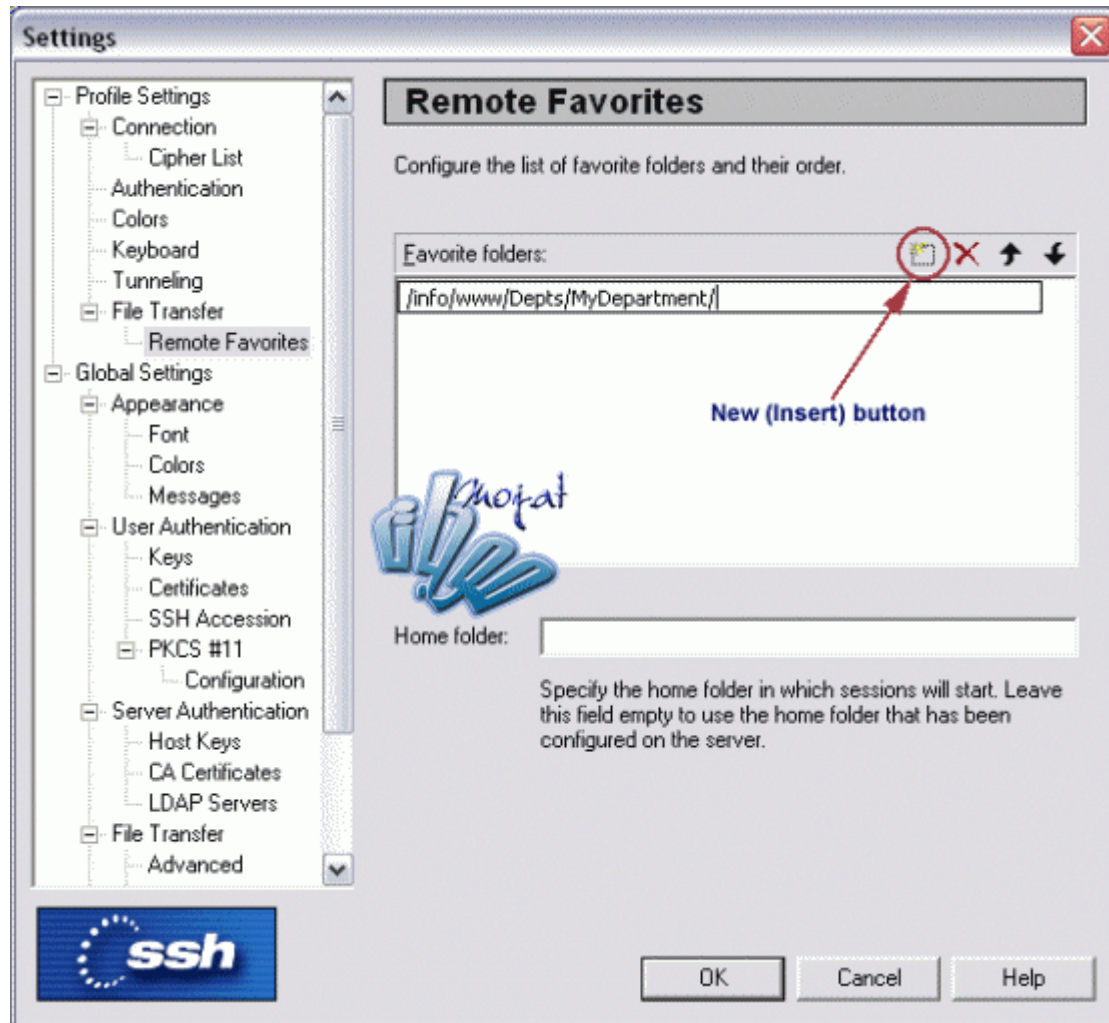 Settings
Profile Settings
Connection
Cipher List
Authentication
Colors
Keyboard
Tunneling
File Transfer
Remote Favorites
Global Settings
Appearance
Font
Colors
Messages
User Authentication
Keys
Certificates
SSH Accession
PKCS #11
Configuration
Server Authentication
Host Keys
CA Certificates
LDAP Servers
File Transfer
Advanced
ssh
Remote Favorites
Configure the list of favorite folders and their order.
Favorite folders:
/info/www/Depts/MyDepartment/
New (Insert) button
Home folder:
Specify the home folder in which sessions will start. Leave
this field empty to use the home folder that has been
configured on the server.
OK
Cancel
Help